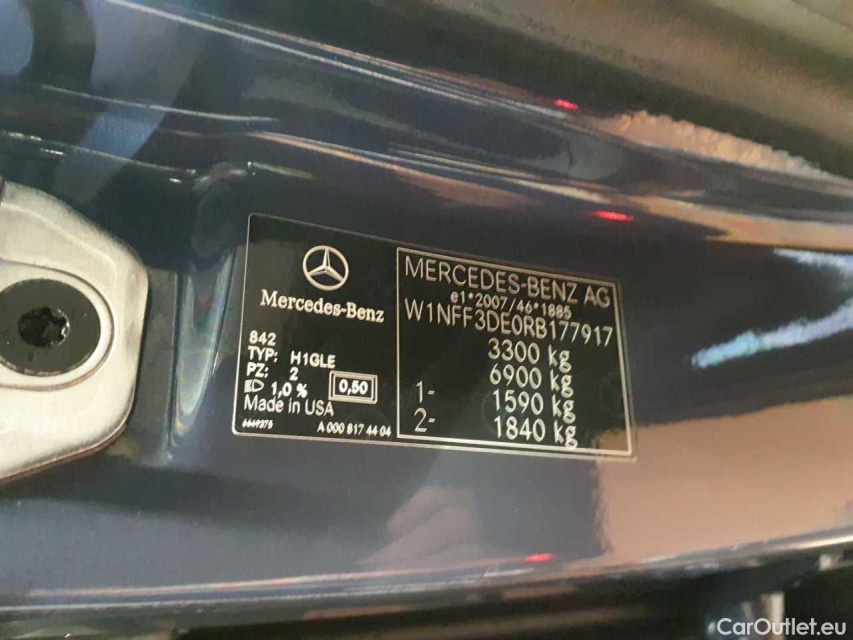 Mercedes-Benz
842
TYP: H1GLE
PZ: 2
1,0 % 0,50
Made in USA
6649275 A 000 817 44 04
MERCEDES-BENZ AG
e1*2007/46*1885
W1NFF3DE0RB177917
3300 kg
6900 kg
1- 1590 kg
2- 1840 kg
CarOutlet.eu